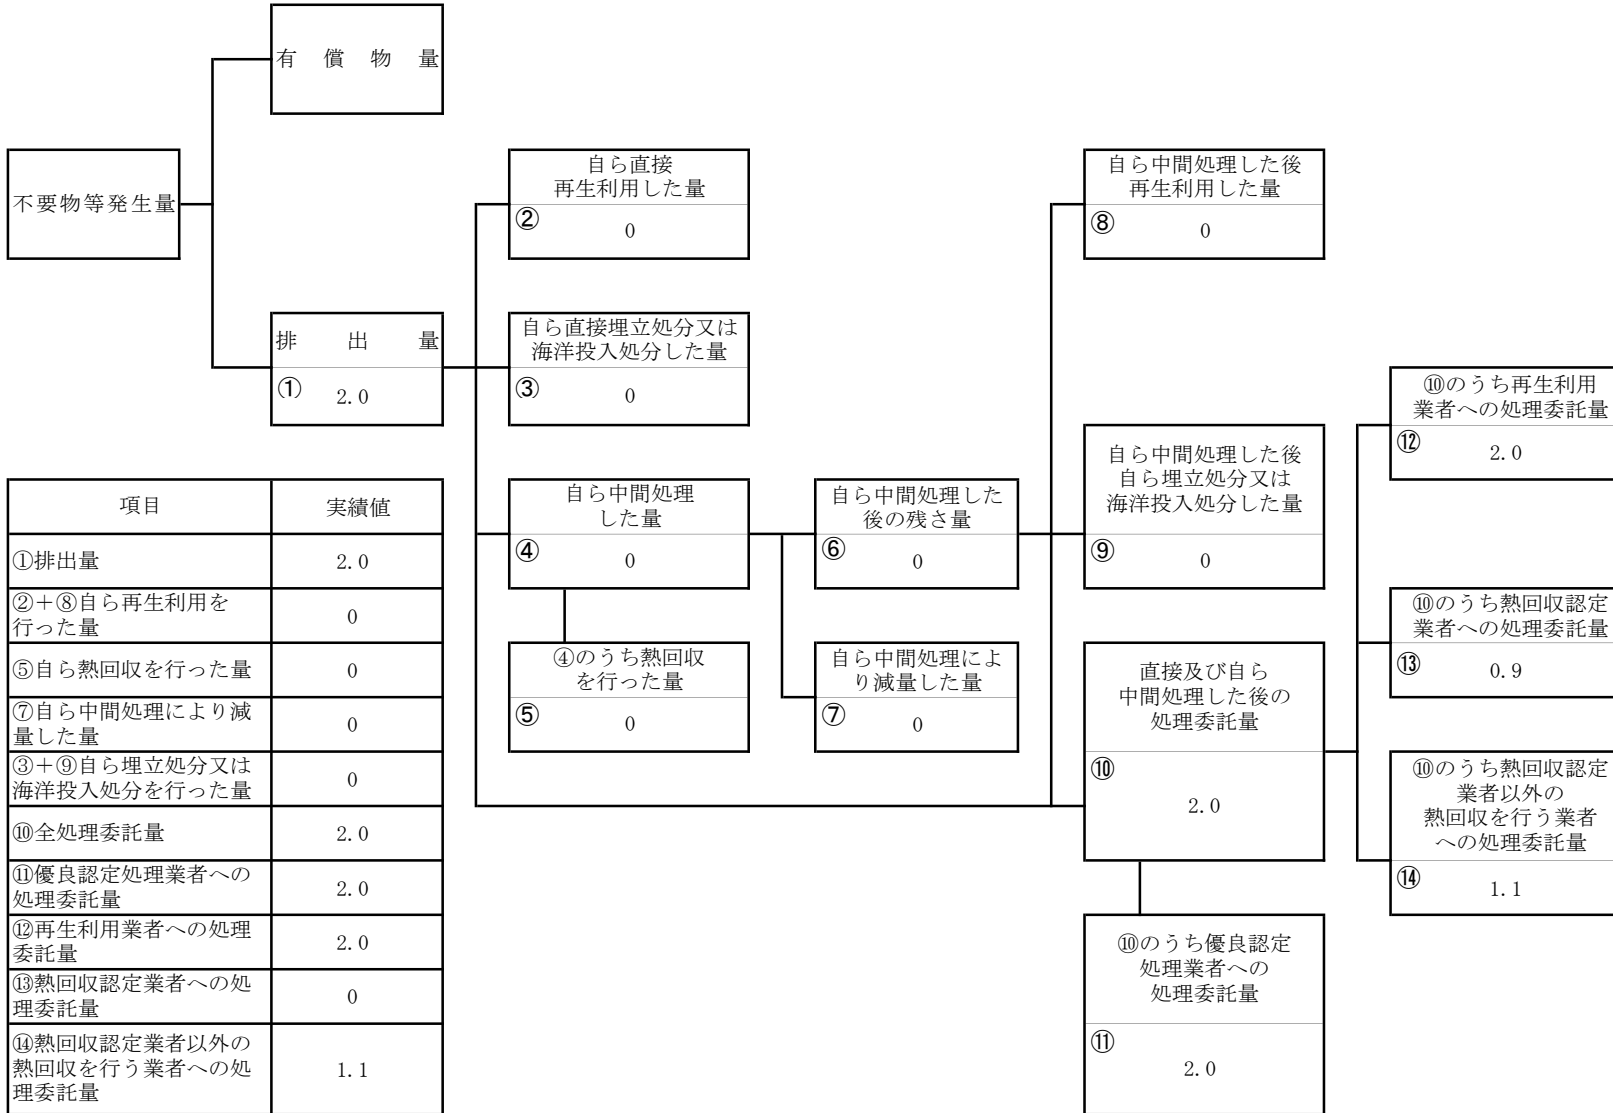 有償物量
不要物等発生量
排出量
①
2.0
自ら直接
再生利用した量
②
0
自ら直接埋立処分又は
海洋投入処分した量
③
0
自ら中間処理
した量
④
0
④のうち熱回収
を行った量
⑤
0
自ら中間処理した
後の残さ量
⑥
0
自ら中間処理によ
り減量した量
⑦
0
自ら中間処理した後
再生利用した量
⑧
0
自ら中間処理した後
自ら埋立処分又は
海洋投入処分した量
⑨
0
直接及び自ら
中間処理した後の
処理委託量
⑩
2.0
⑩のうち優良認定
処理業者への
処理委託量
⑪
2.0
⑩のうち再生利用
業者への処理委託量
⑫
2.0
⑩のうち熱回収認定
業者への処理委託量
⑬
0.9
⑩のうち熱回収認定
業者以外の
熱回収を行う業者
への処理委託量
⑭
1.1
項目 実績値
①排出量 2.0
②＋⑧自ら再生利用を
行った量 0
⑤自ら熱回収を行った量 0
⑦自ら中間処理により減
量した量 0
③＋⑨自ら埋立処分又は
海洋投入処分を行った量 0
⑩全処理委託量 2.0
⑪優良認定処理業者への
処理委託量 2.0
⑫再生利用業者への処理
委託量 2.0
⑬熱回収認定業者への処
理委託量 0
⑭熱回収認定業者以外の
熱回収を行う業者への処
理委託量 1.1